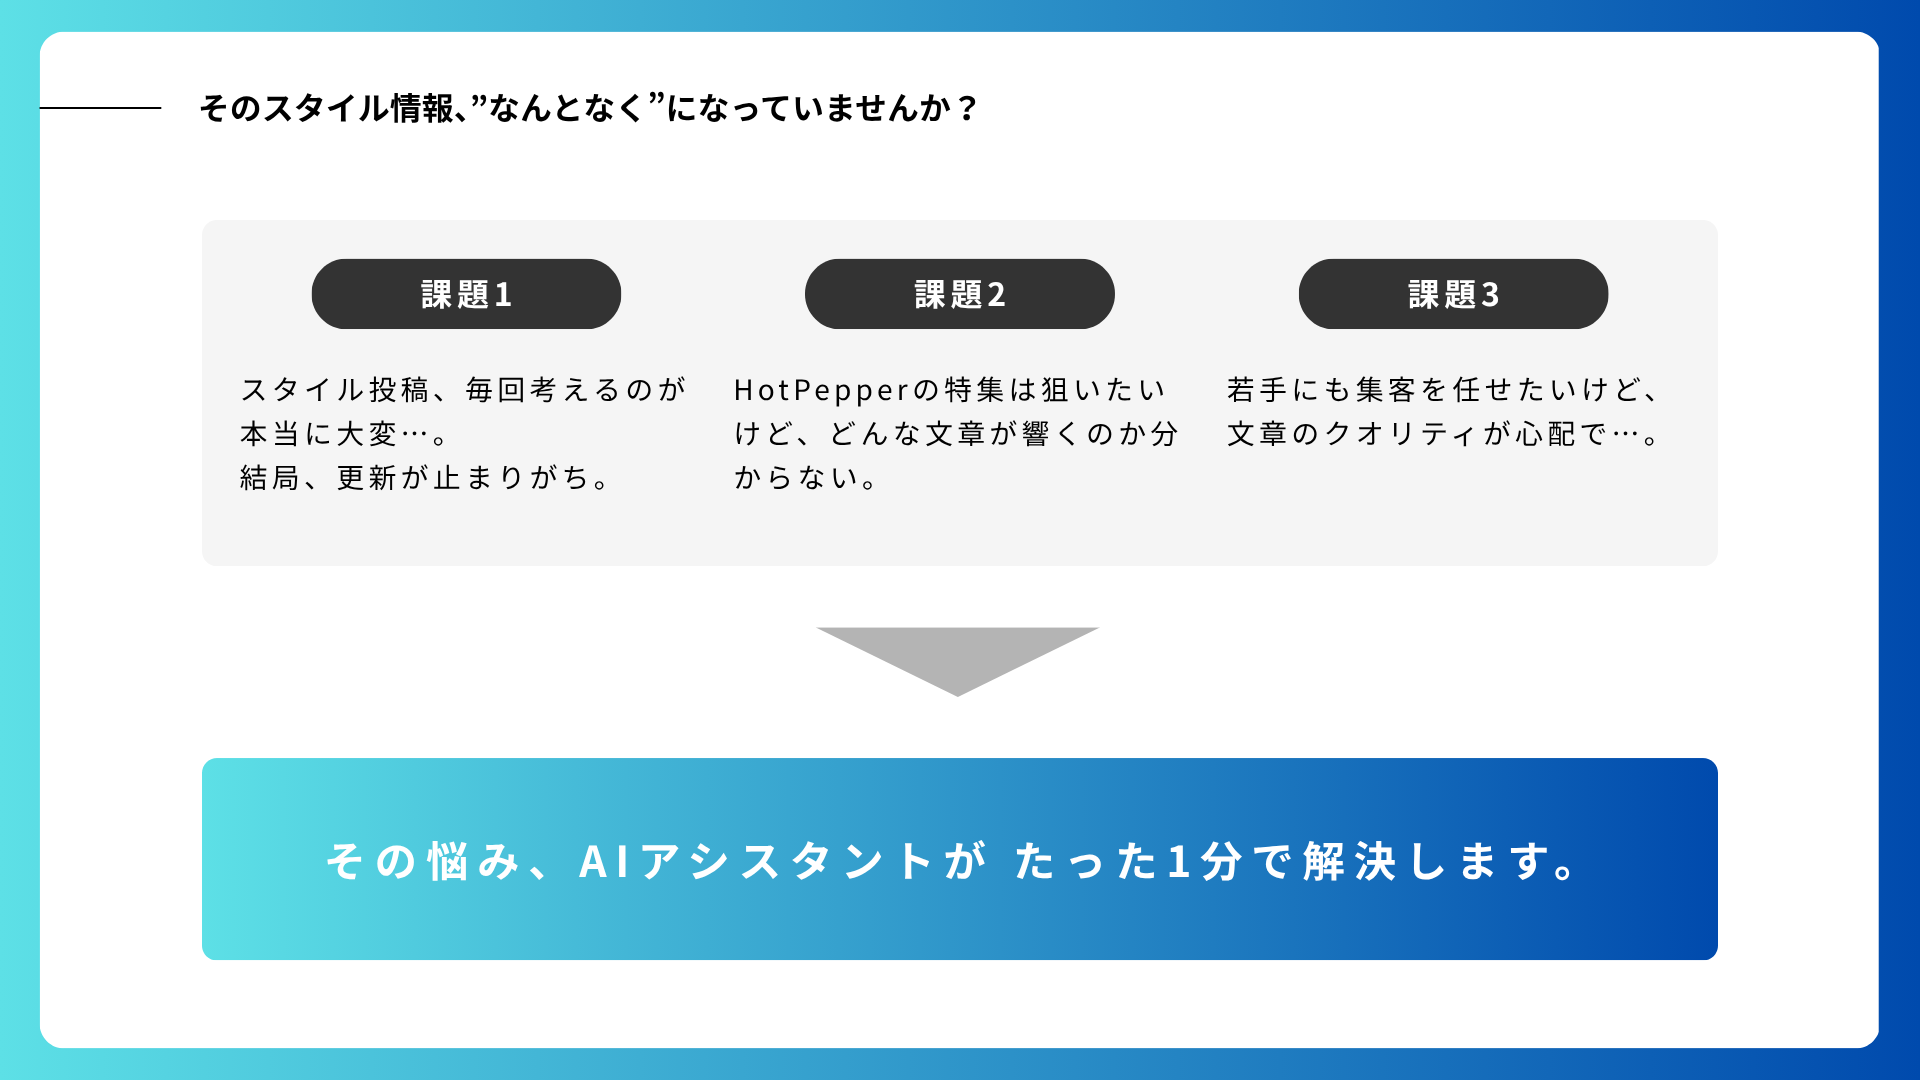 そのスタイル情報、”なんとなく”になっていませんか？
課題1
スタイル投稿、毎回考えるのが
本当に大変…。
結局、更新が止まりがち。
課題2
HotPepperの特集は狙いたい
けど、どんな文章が響くのか分
からない。
課題3
若手にも集客を任せたいけど、
文章のクオリティが心配で…。
その悩み、AIアシスタントが たった1分で解決します。